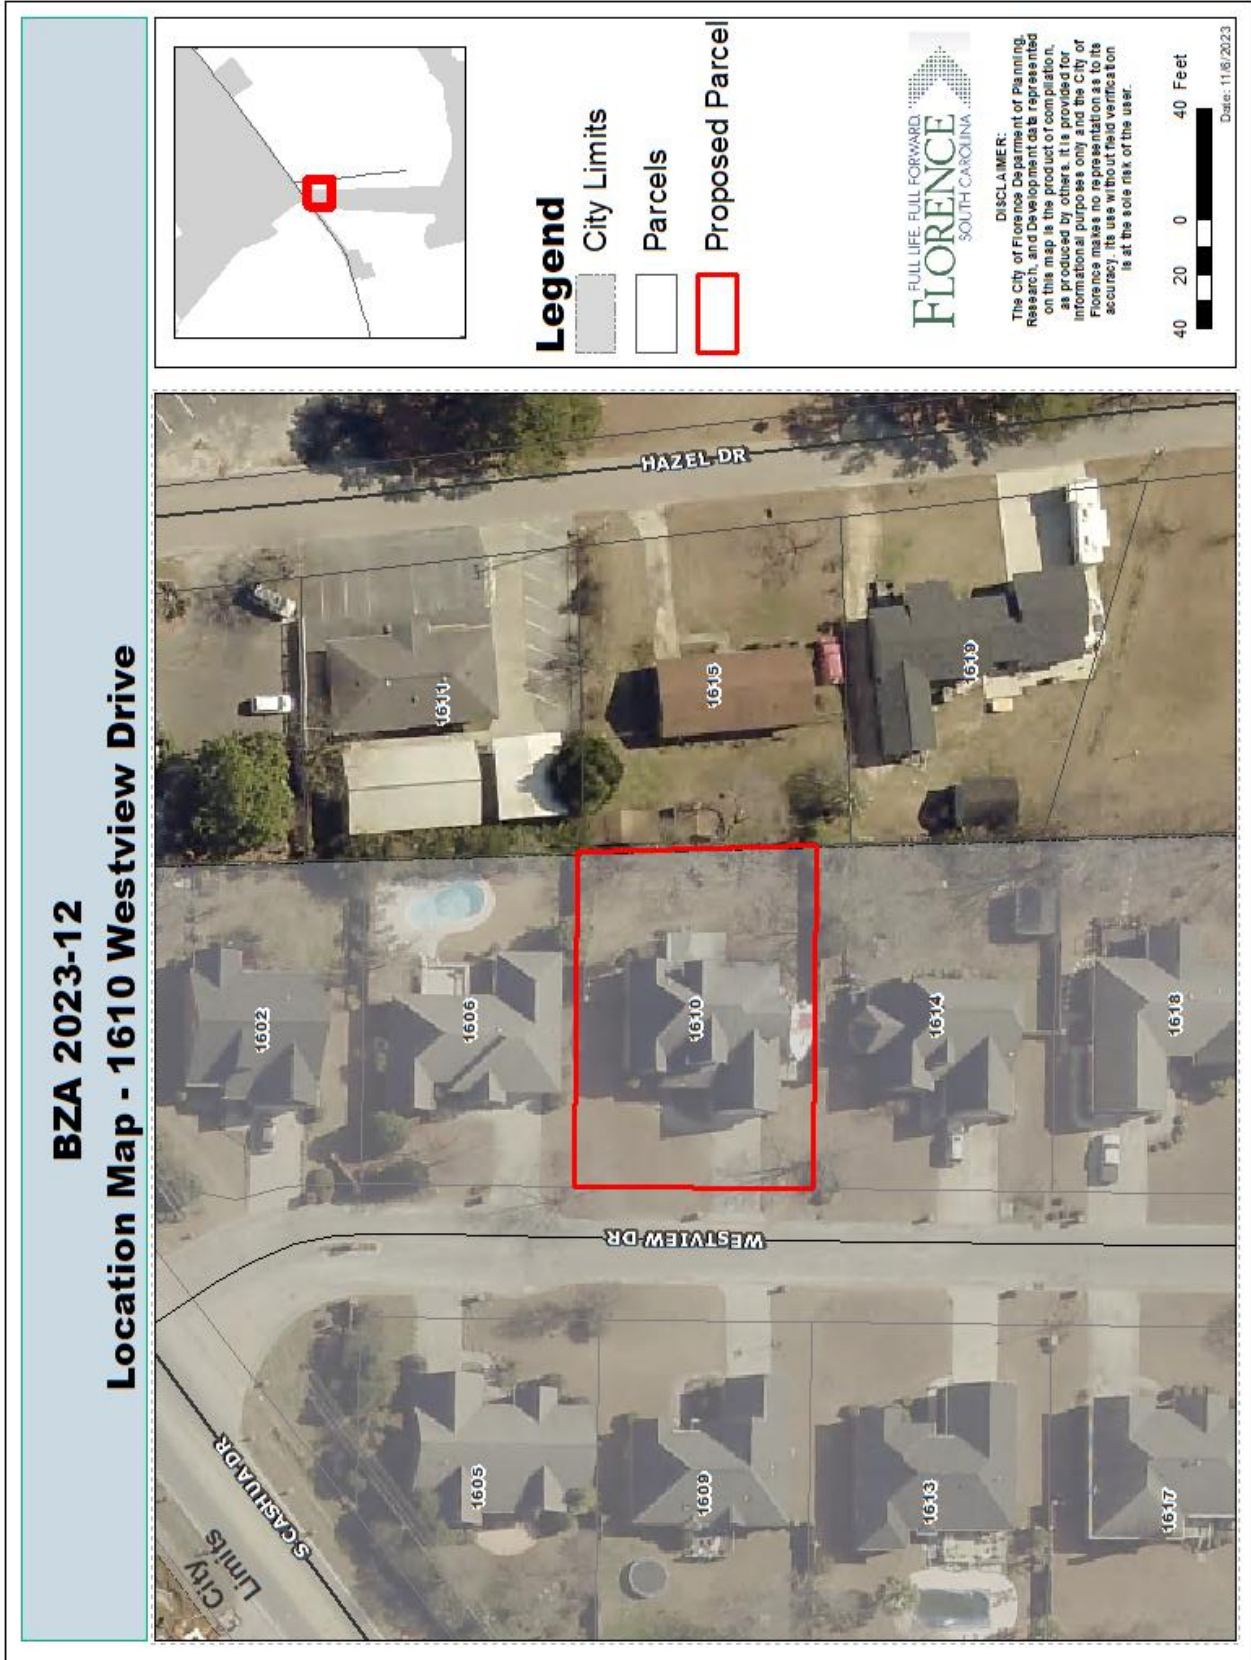 BZA 2023-12
Location Map - 1610 Westview Drive
S CASHUA DR
City
Limits
WESTVIEW DR
HAZEL DR
1602
1606
1610
1614
1618
1605
1609
1613
1617
1611
1615
1619
Legend
City Limits
Parcels
Proposed Parcel
FULL LIFE. FULL FORWARD.
FLORENCE
SOUTH CAROLINA
DISCLAIMER:
The City of Florence Deparment of Planning,
Research, and Development data represented
on this map is the product of compilation,
as produced by others. It is provided for
informational purposes only and the City of
Florence makes no representation as to its
accuracy. Its use without field verification
is at the sole risk of the user.
40 20 0 40 Feet
Date: 11/6/2023